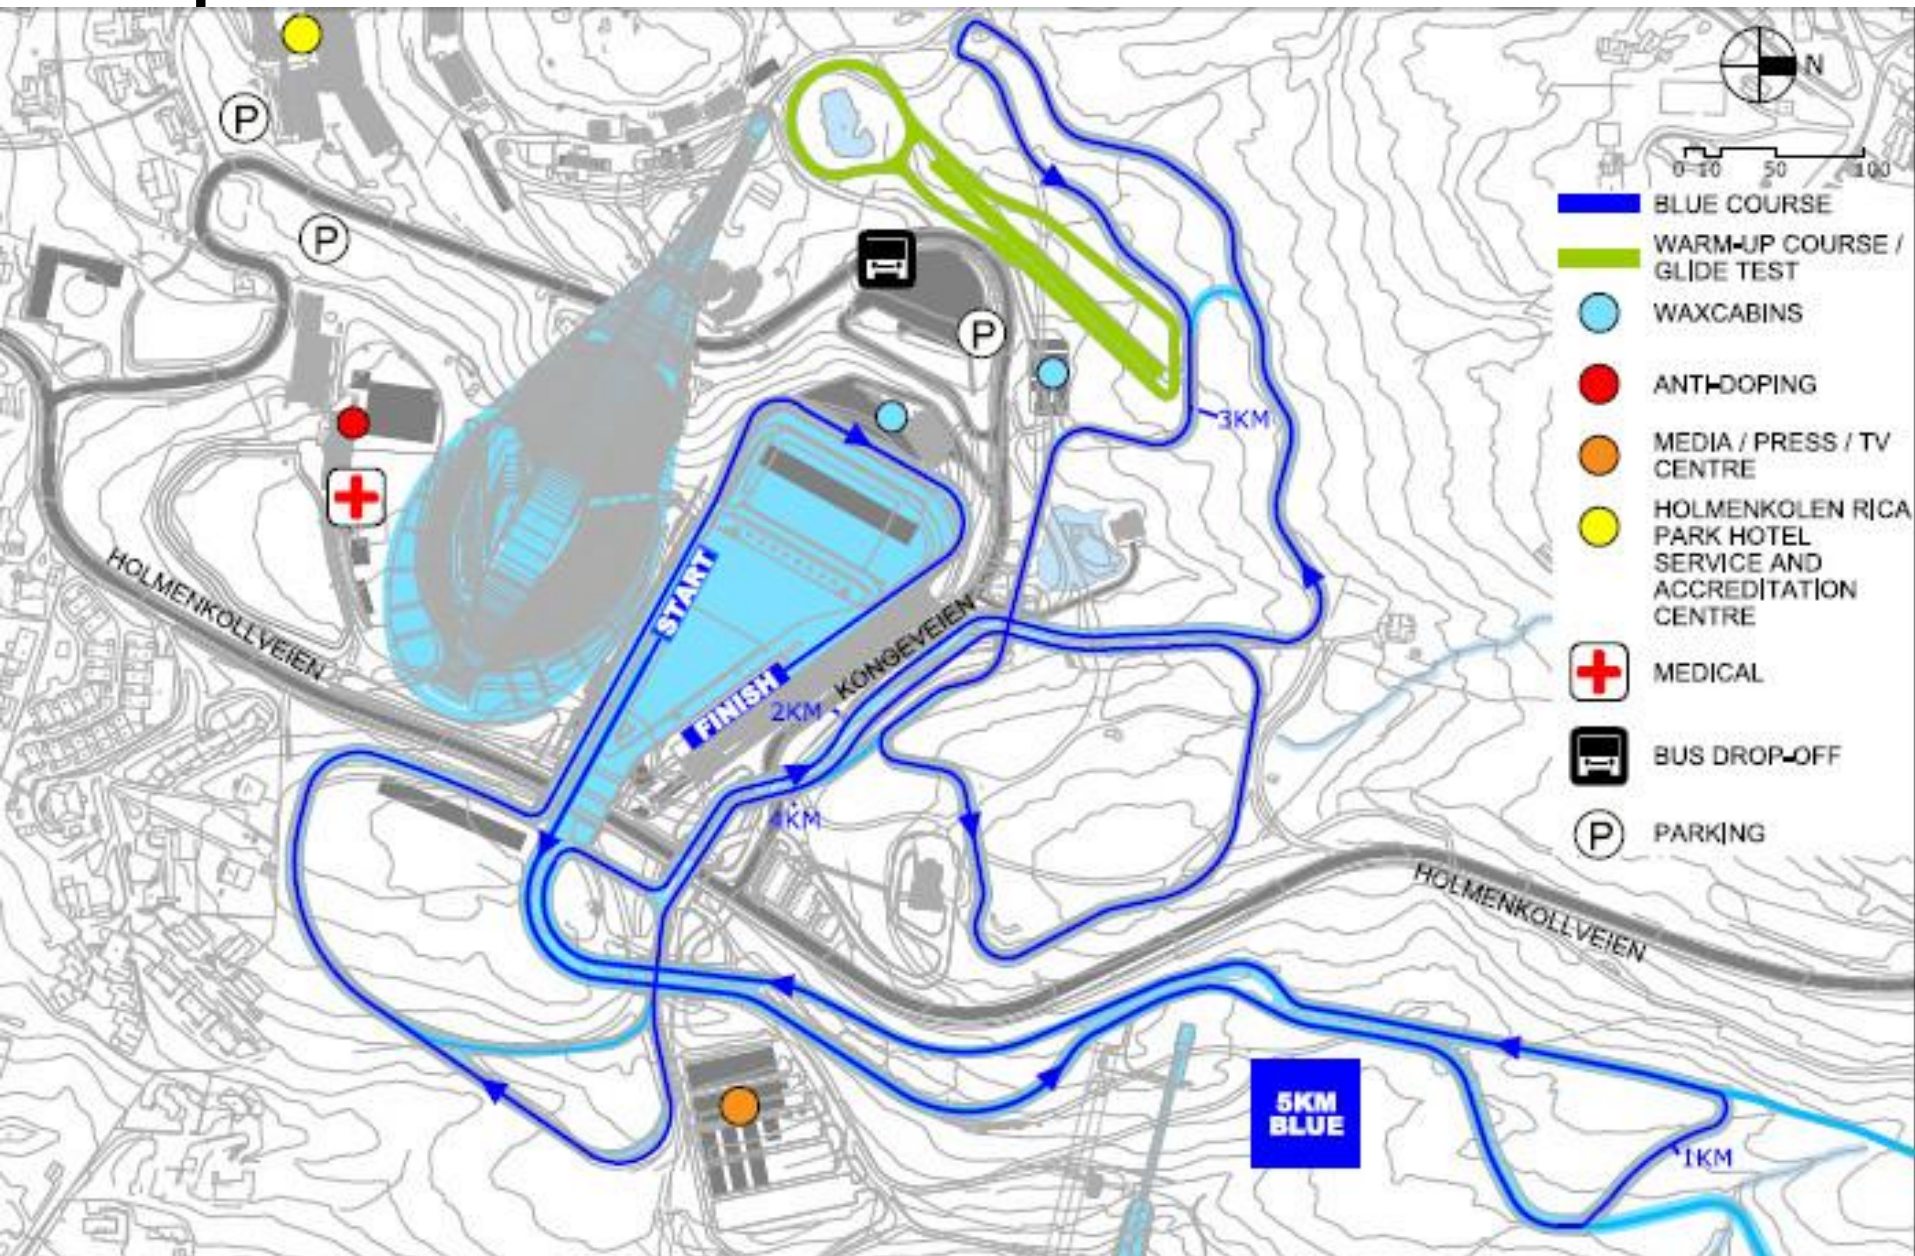 P
N
P
0 10 50 100
BLUE COURSE
WARM-UP COURSE /
GLIDE TEST
WAXCABINS
P
ANTI-DOPING
3KM
MEDIA / PRESS / TV
CENTRE
HOLMENKOLEN RICA
PARK HOTEL
SERVICE AND
ACCREDITATION
CENTRE
HOLMENKOLLVEIEN
START
KONGEVEIEN
MEDICAL
FINISH
2KM
BUS DROP-OFF
4KM
P
PARKING
HOLMENKOLLVEIEN
5KM
BLUE
1KM